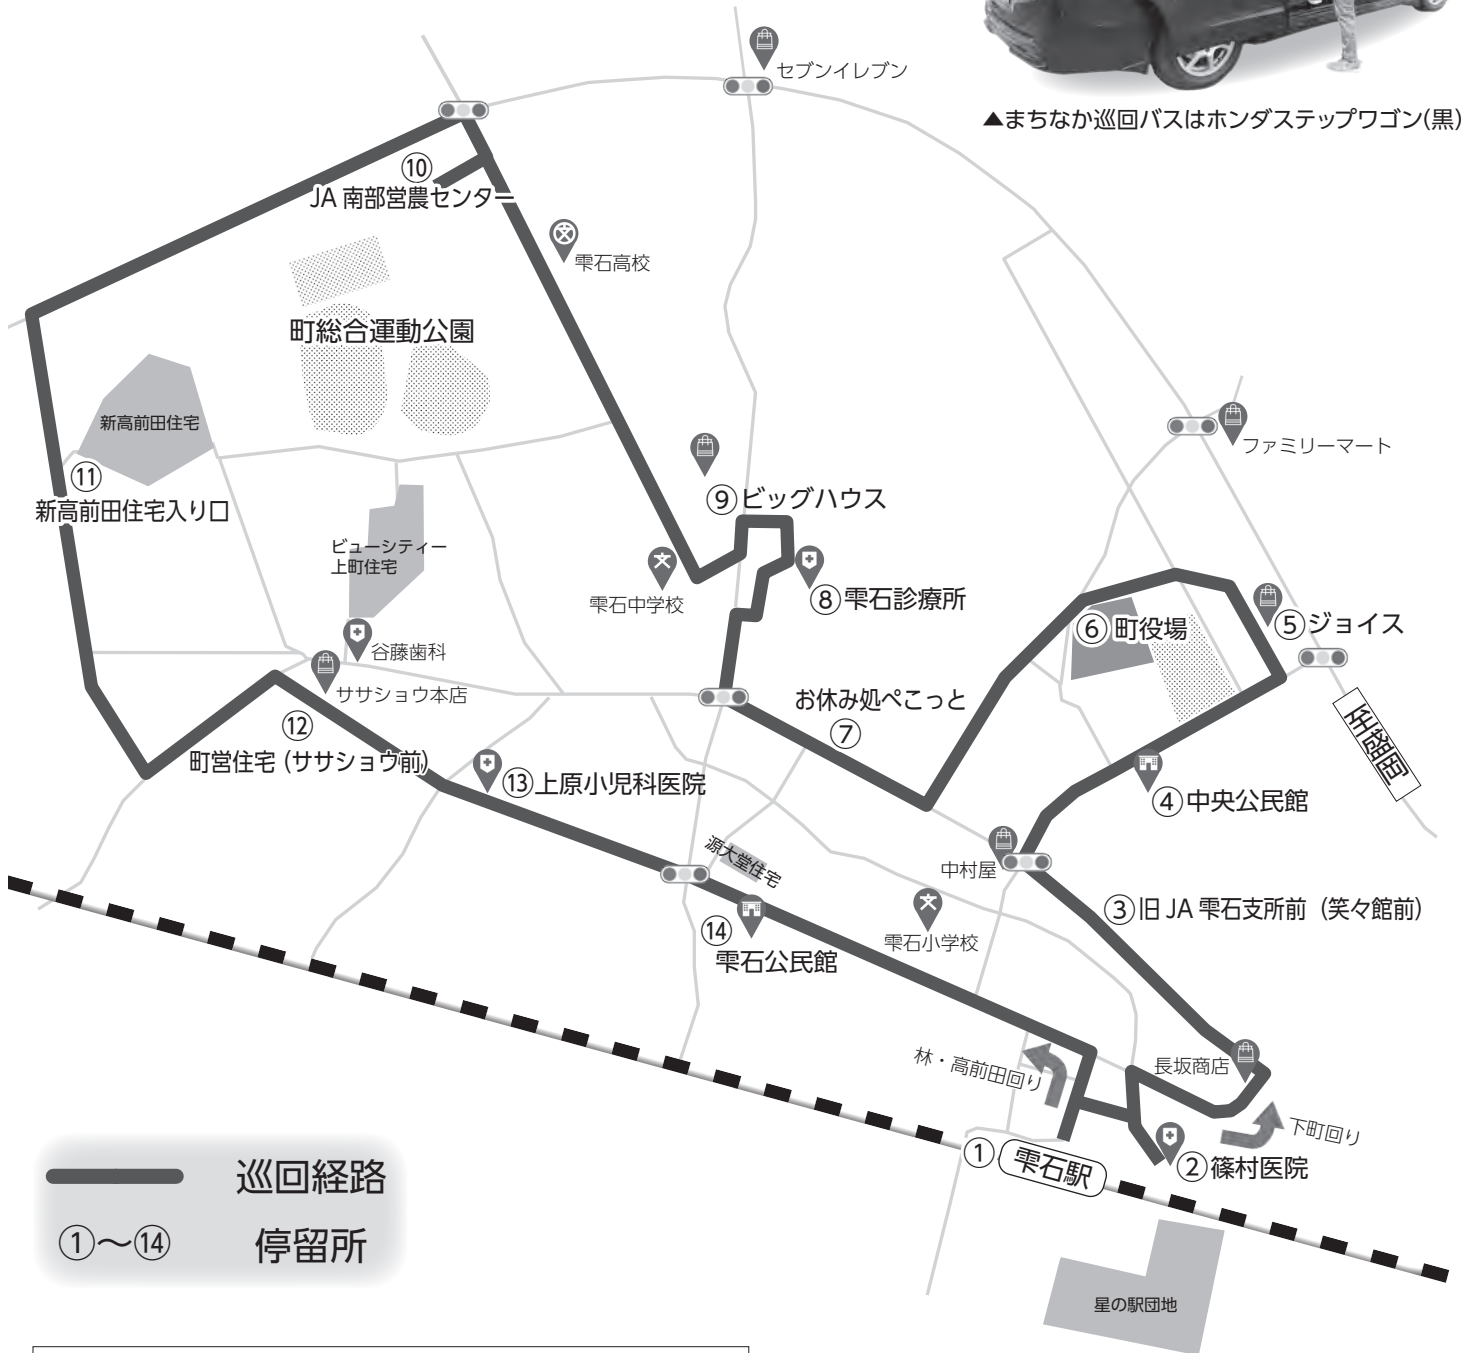 セブンイレブン
▲まちなか巡回バスはホンダステップワゴン(黒)
⑩
JA 南部営農センター
雫石高校
町総合運動公園
新高前田住宅
ファミリーマート
⑪
新高前田住宅入り口
⑨ビッグハウス
ビューシティー
上町住宅
雫石中学校
⑧雫石診療所
⑥町役場
⑤ジョイス
谷藤歯科
ササショウ本店
お休み処ぺこっと
⑦
至盛岡
⑫
町営住宅 (ササショウ前)
⑬上原小児科医院
④中央公民館
源大堂住宅
中村屋
③旧 JA 雫石支所前 (笑々館前)
⑭
雫石公民館
雫石小学校
林・高前田回り
長坂商店
下町回り
①雫石駅
②篠村医院
巡回経路
①〜⑭ 停留所
星の駅団地